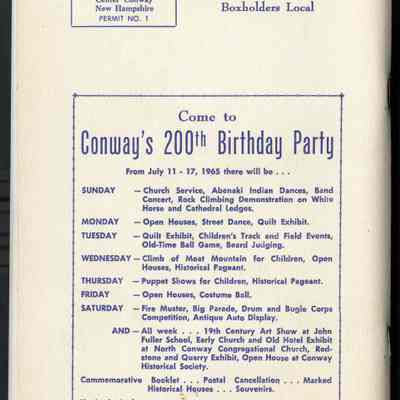 Center Conway
New Hampshire
PERMIT NO. 1
Boxholders Local
Come to
Conway's 200th Birthday Party
From July 11 - 17, 1965 there will be . . .
SUNDAY — Church Service, Abenaki Indian Dances, Band
Concert, Rock Climbing Demonstration on White
Horse and Cathedral Ledges.
MONDAY — Open Houses, Street Dance, Quilt Exhibit.
TUESDAY — Quilt Exhibit, Children's Track and Field Events,
Old-Time Ball Game, Beard Judging.
WEDNESDAY — Climb of Moat Mountain for Children, Open
Houses, Historical Pageant.
THURSDAY — Puppet Shows for Children, Historical Pageant.
FRIDAY — Open Houses, Costume Ball.
SATURDAY — Fire Muster, Big Parade, Drum and Bugle Corps
Competition, Antique Auto Display.
AND — All week . . . 19th Century Art Show at John
Fuller School, Early Church and Old Hotel Exhibit
at North Conway Congregational Church, Red-
stone and Quarry Exhibit, Open House at Conway
Historical Society.
Commemorative Booklet . . . Postal Cancellation . . . Marked
Historical Houses . . . Souvenirs.